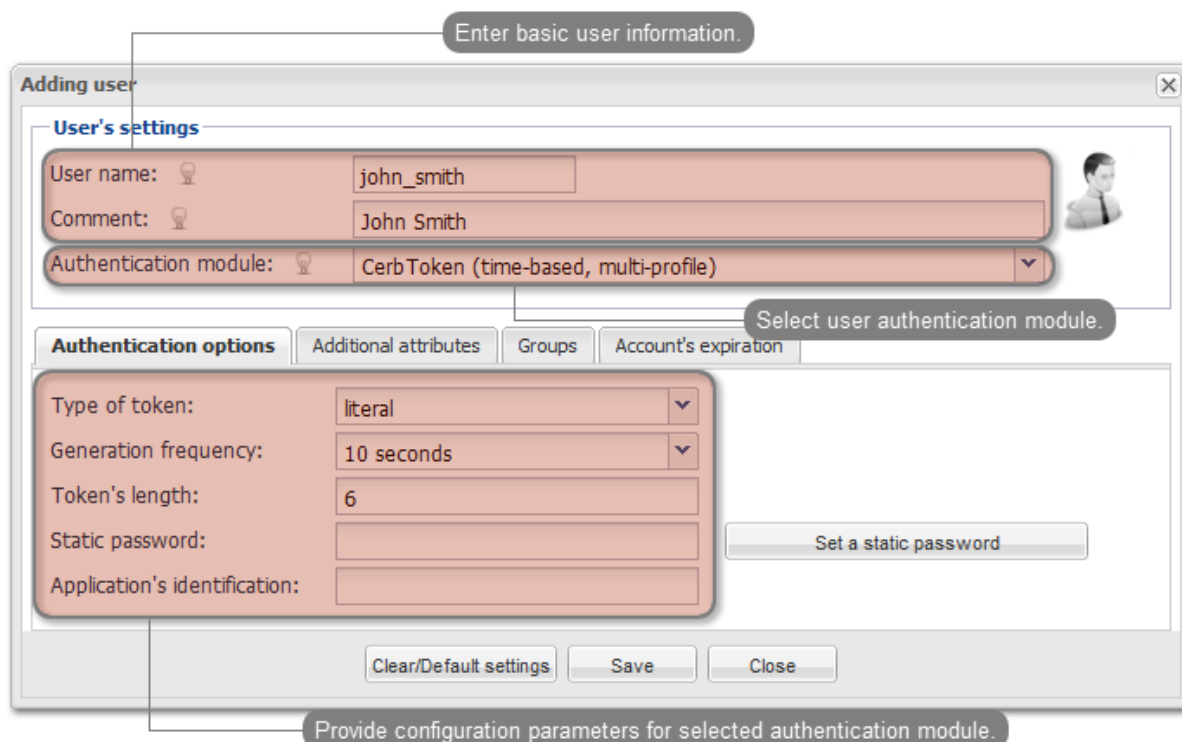 Enter basic user information.
Adding user
User's settings
User name: john_smith
Comment: John Smith
Authentication module: CerbToken (time-based, multi-profile)
Select user authentication module.
Authentication options Additional attributes Groups Account's expiration
Type of token: literal
Generation frequency: 10 seconds
Token's length: 6
Static password: Set a static password
Application's identification:
Clear/Default settings Save Close
Provide configuration parameters for selected authentication module.